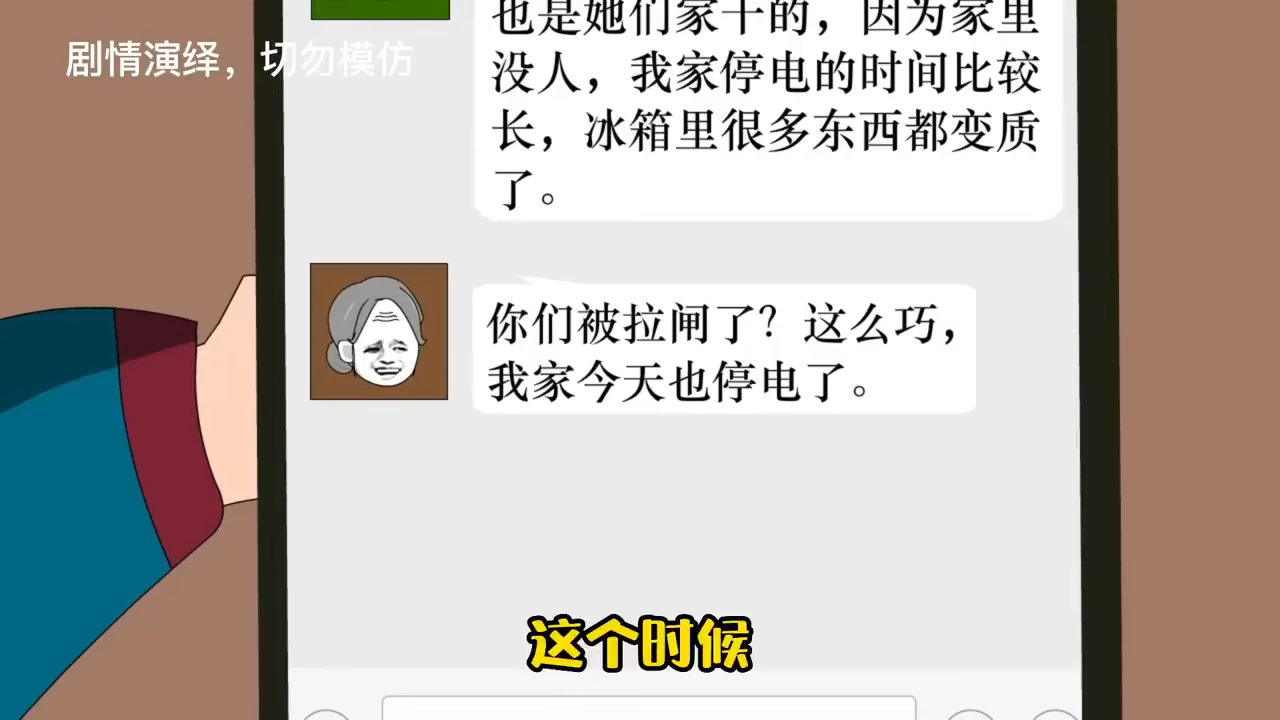 也是她们家干的，因为家里
剧情演绎，切勿模仿
没人，我家停电的时间比较
长，冰箱里很多东西都变质
了。
你们被拉闸了？这么巧，
我家今天也停电了。
这个时候